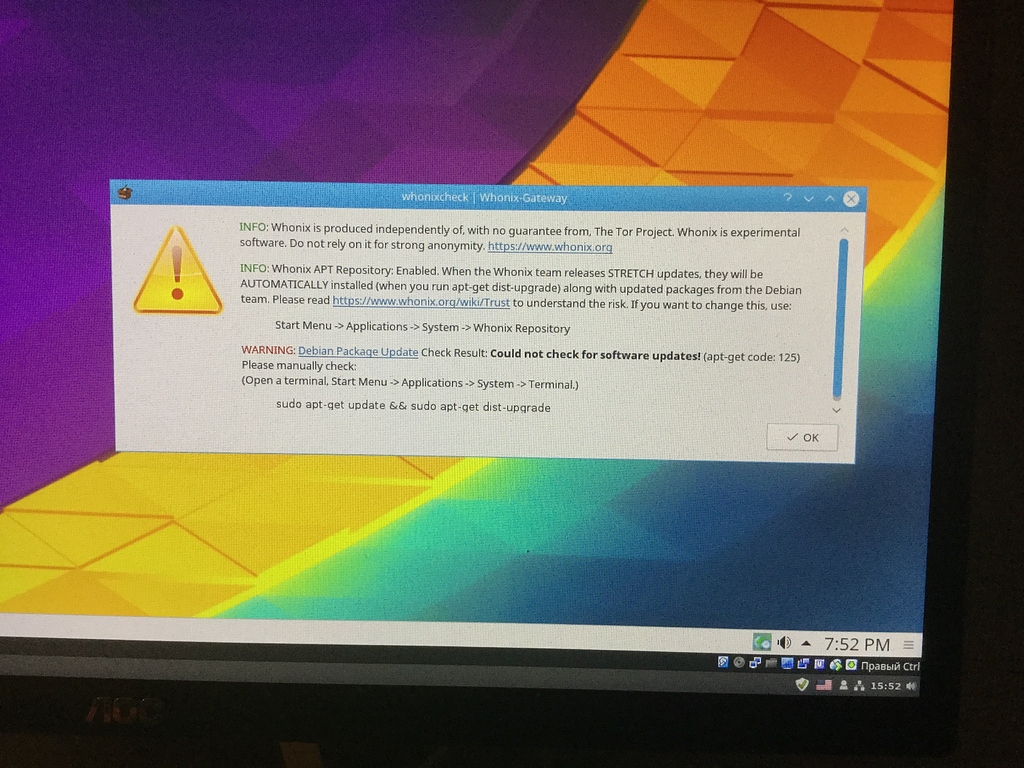 whonixcheck | Whonix-Gateway
INFO: Whonix is produced independently of, with no guarantee from, The Tor Project. Whonix is experimental
software. Do not rely on it for strong anonymity. https://www.whonix.org
INFO: Whonix APT Repository: Enabled. When the Whonix team releases STRETCH updates, they will be
AUTOMATICALLY installed (when you run apt-get dist-upgrade) along with updated packages from the Debian
team. Please read https://www.whonix.org/wiki/Trust to understand the risk. If you want to change this, use:
Start Menu -> Applications -> System -> Whonix Repository
WARNING: Debian Package Update Check Result: Could not check for software updates! (apt-get code: 125)
Please manually check:
(Open a terminal, Start Menu -> Applications -> System -> Terminal.)
sudo apt-get update && sudo apt-get dist-upgrade
OK
7:52 PM
Правый Ctrl
15:52
AOC